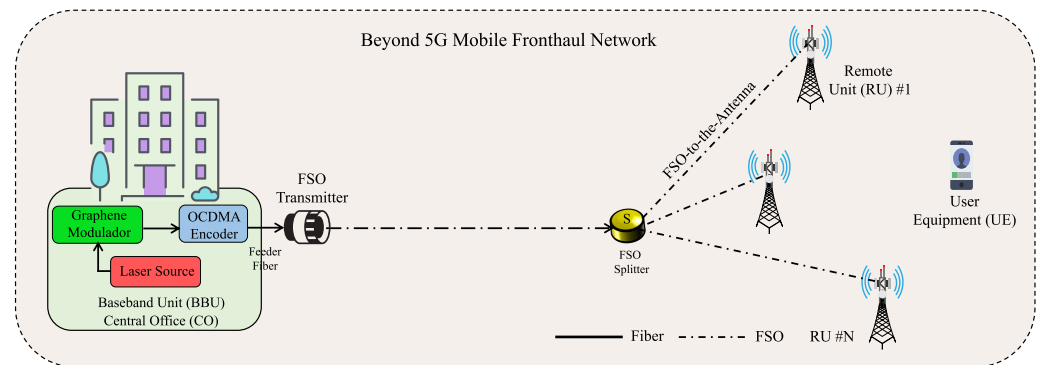 Beyond 5G Mobile Fronthaul Network
Remote
Unit (RU) #1
FSO-to-the-Antenna
FSO
Transmitter
Graphene
Modulador
OCDMA
Encoder
Feeder
Fiber
Laser Source
Baseband Unit (BBU)
Central Office (CO)
S
FSO
Splitter
User
Equipment (UE)
Fiber
FSO
RU #N